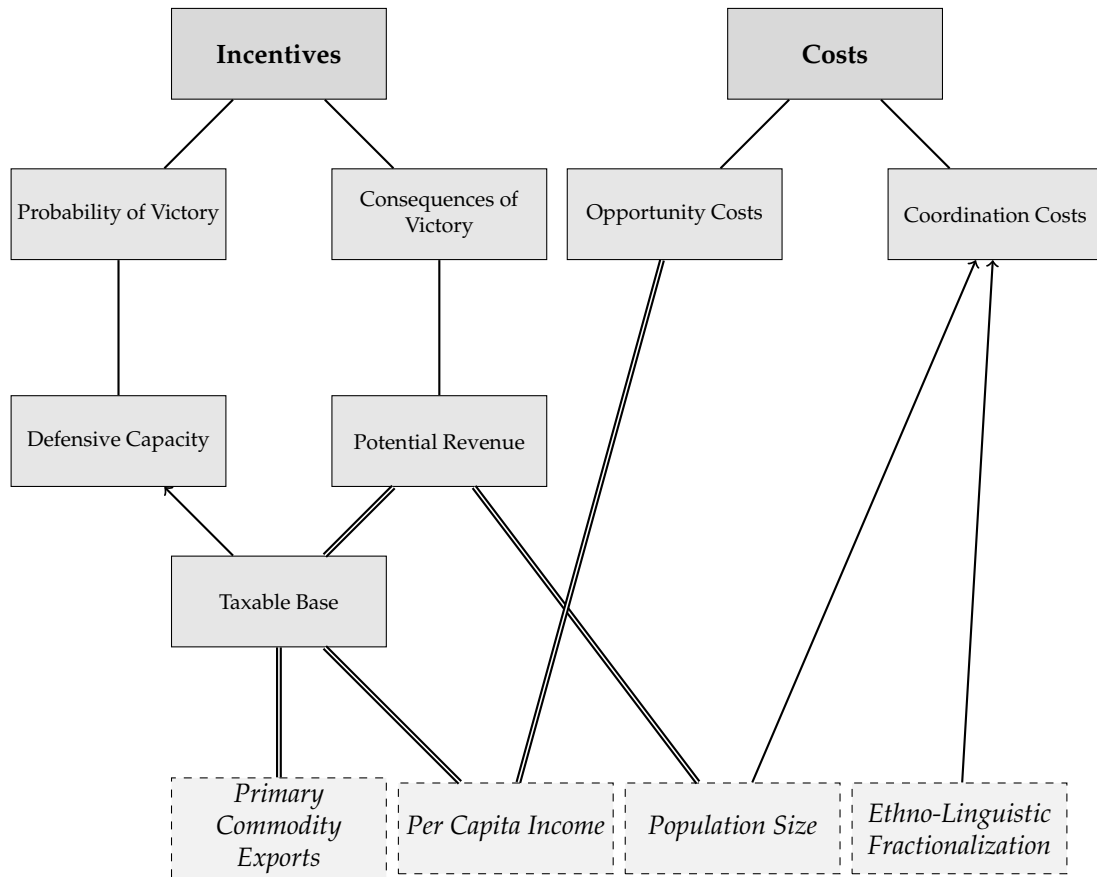 Incentives
Costs
Probability of Victory
Consequences of
Victory
Opportunity Costs
Coordination Costs
Defensive Capacity
Potential Revenue
Taxable Base
Primary
Commodity
Exports
Per Capita Income
Population Size
Ethno-Linguistic
Fractionalization